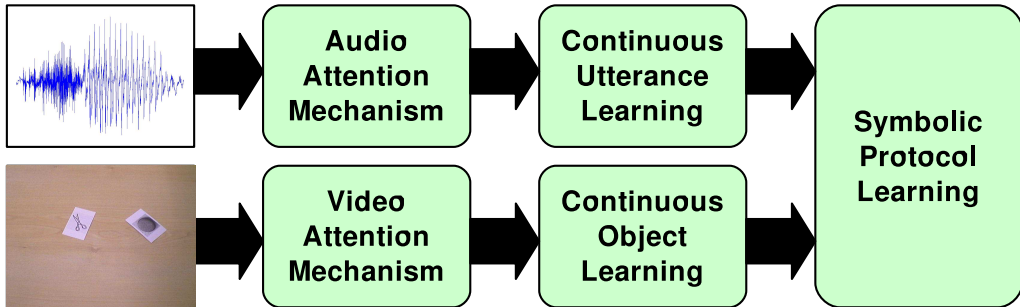 Audio
Attention
Mechanism
Continuous
Utterance
Learning
Video
Attention
Mechanism
Continuous
Object
Learning
Symbolic
Protocol
Learning